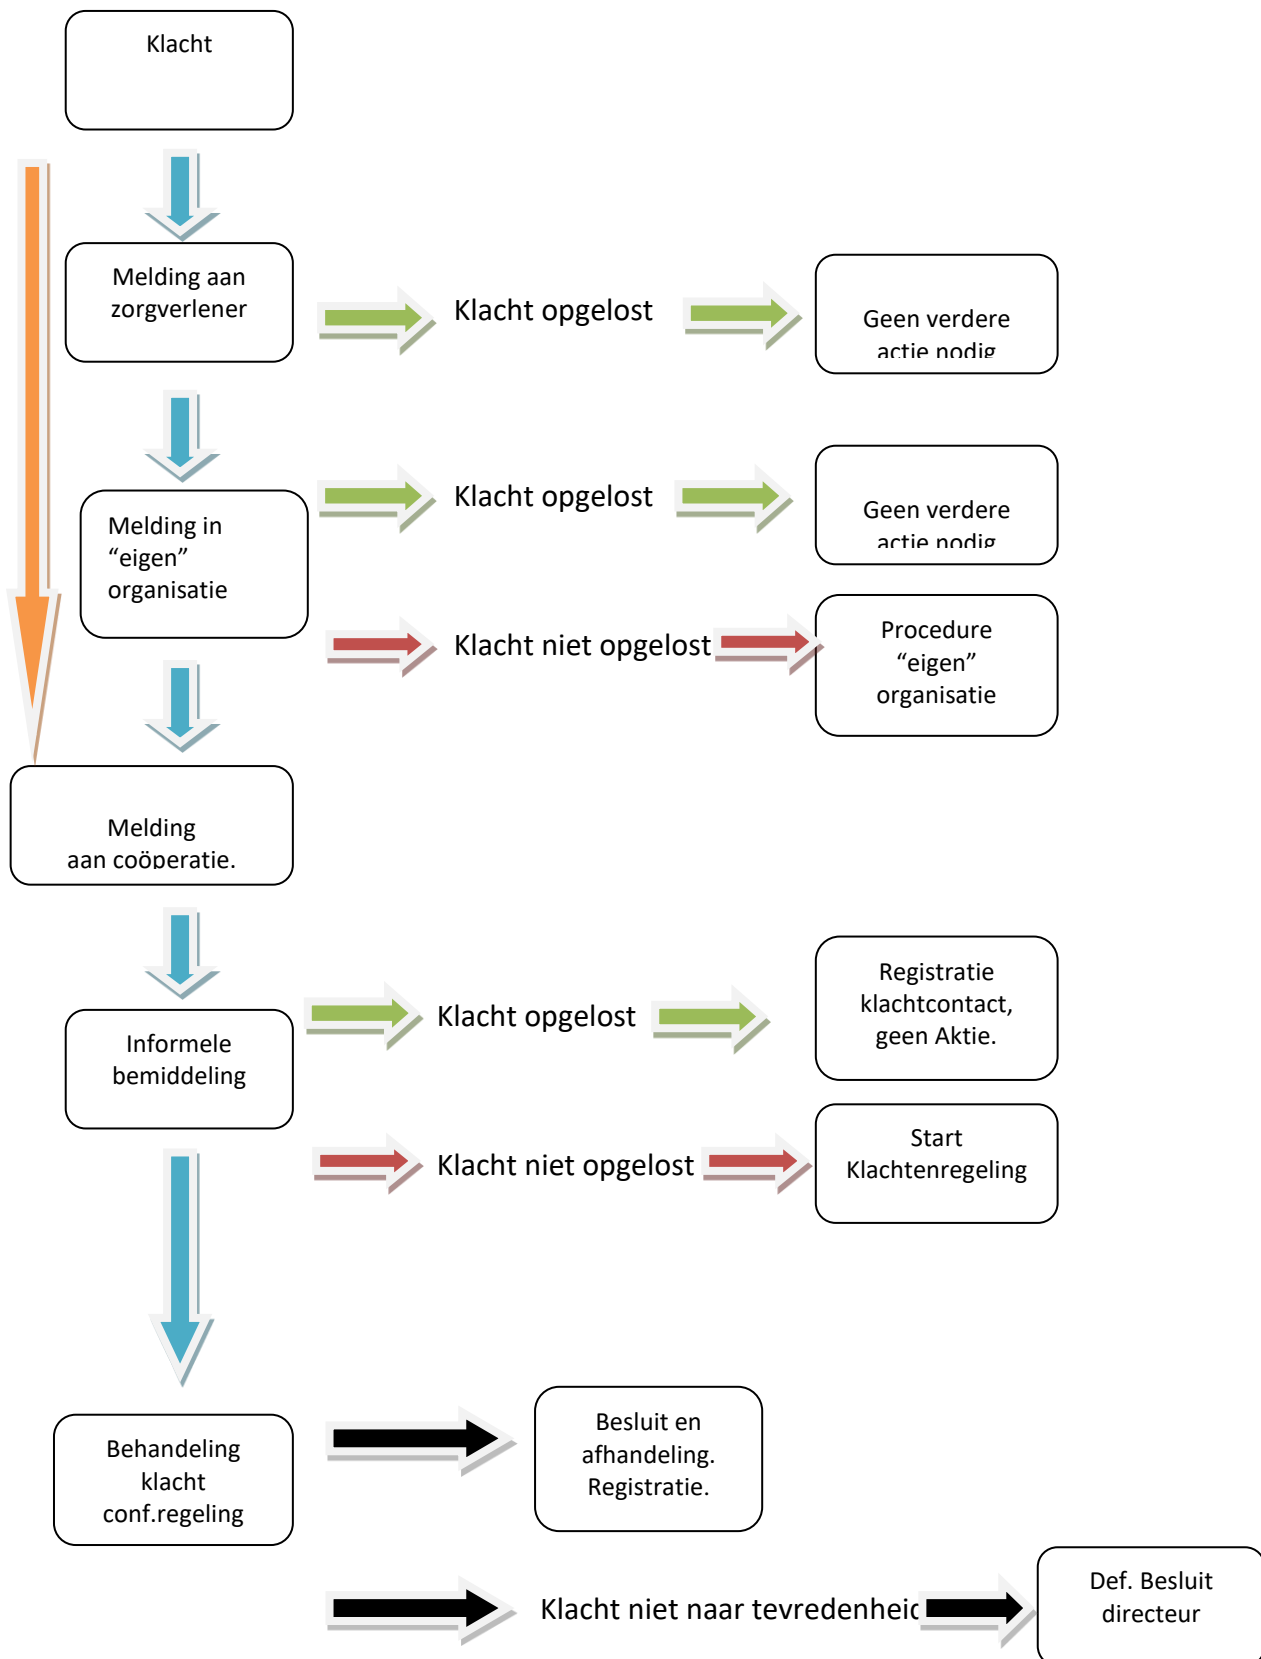 Klacht
Melding aan
zorgverlener
Klacht opgelost
Geen verdere
actie nodig
Melding in
“eigen”
organisatie
Klacht opgelost
Geen verdere
actie nodig
Klacht niet opgelost
Procedure
“eigen”
organisatie
Melding
aan coöperatie.
Informele
bemiddeling
Klacht opgelost
Registratie
klachtcontact,
geen Aktie.
Klacht niet opgelost
Start
Klachtenregeling
Behandeling
klacht
conf.regeling
Besluit en
afhandeling.
Registratie.
Klacht niet naar tevredenheid
Def. Besluit
directeur